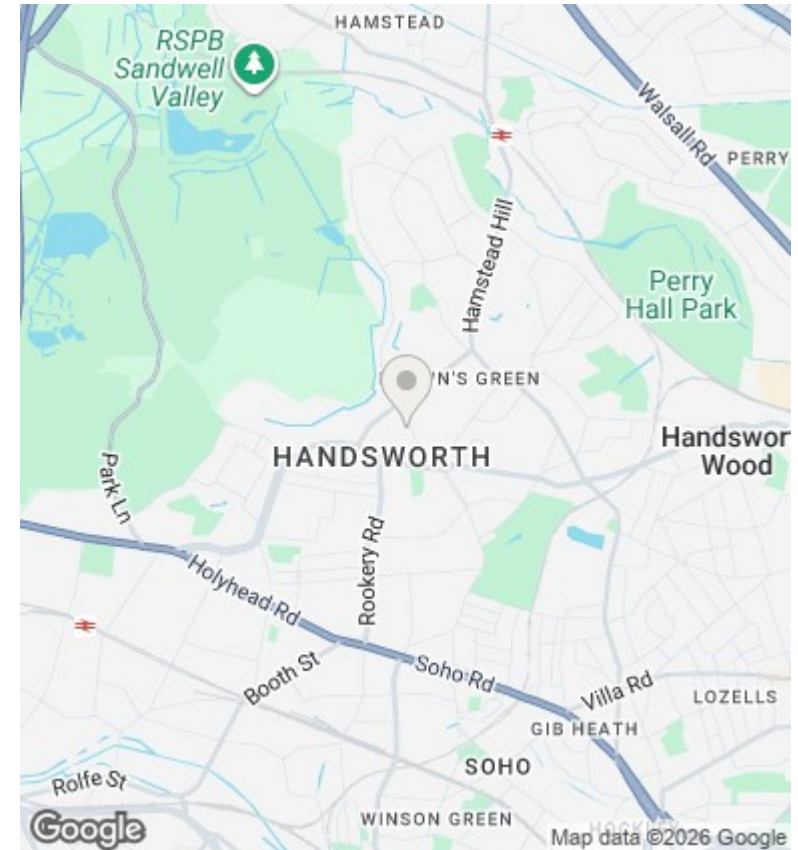 HAMSTEAD
RSPB
Sandwell
Valley
Walsall Rd
PERRY
Hamstead Hill
Perry
Hall Park
N'S GREEN
Handswor
Wood
HANDSWORTH
Park Ln
Rookery Rd
Holyhead Rd
Booth St
Soho Rd
Villa Rd
LOZELLS
GIB HEATH
SOHO
Rolfe St
WINSON GREEN
HOCKLEY
Google
Map data ©2026 Google